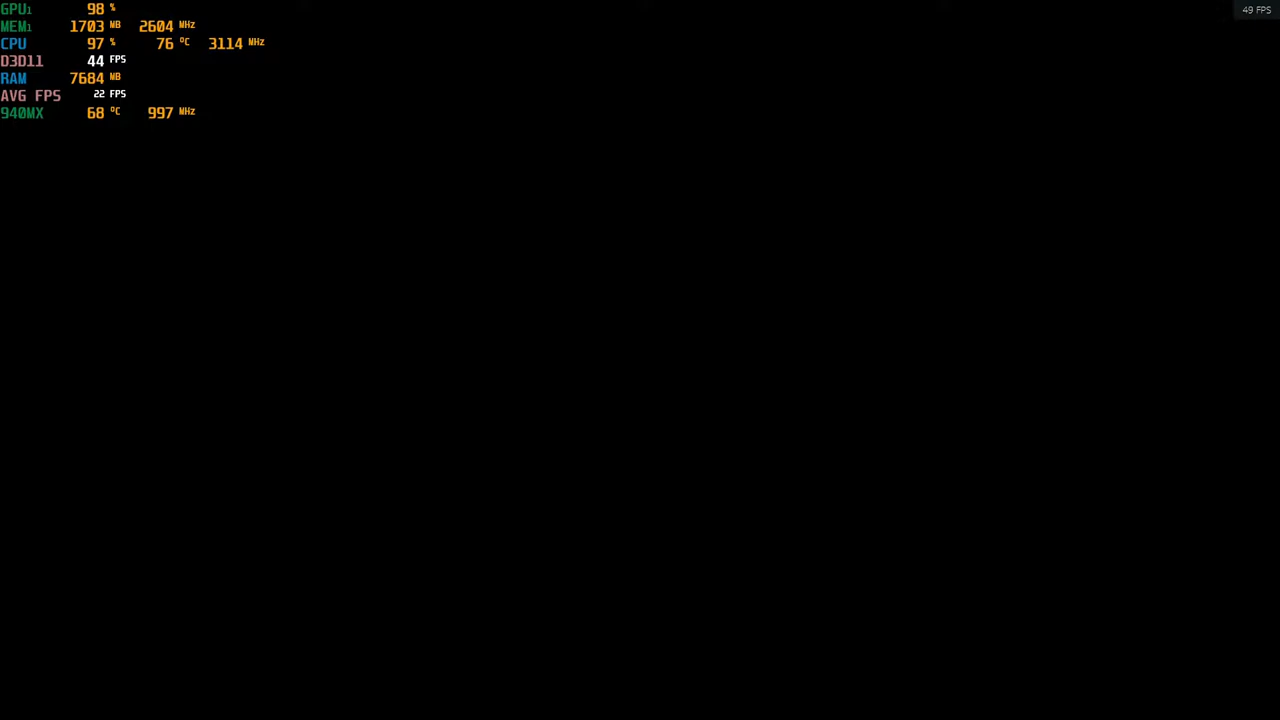 GPU1 98 % 49 FPS
MEM1 1703 MB 2604 MHz
CPU 97 % 76 °C 3114 MHz
D3D11 44 FPS
RAM 7684 MB
AVG FPS 22 FPS
940MX 68 °C 997 MHz